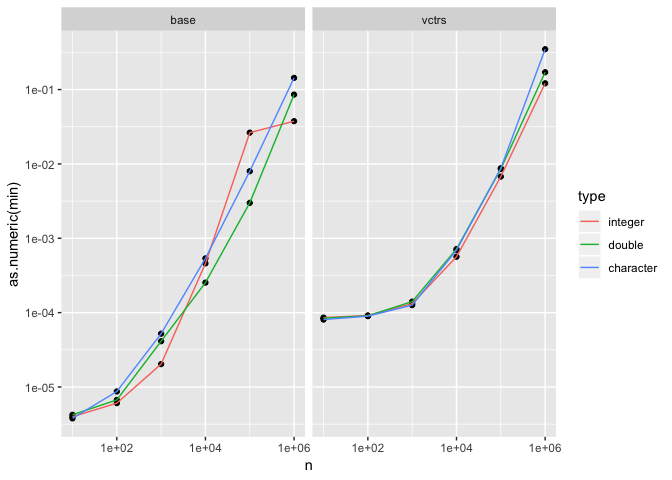 base
vctrs
1e-01
1e-02
1e-03
1e-04
1e-05
as.numeric(min)
1e+02
1e+04
1e+06
1e+02
1e+04
1e+06
n
type
integer
double
character